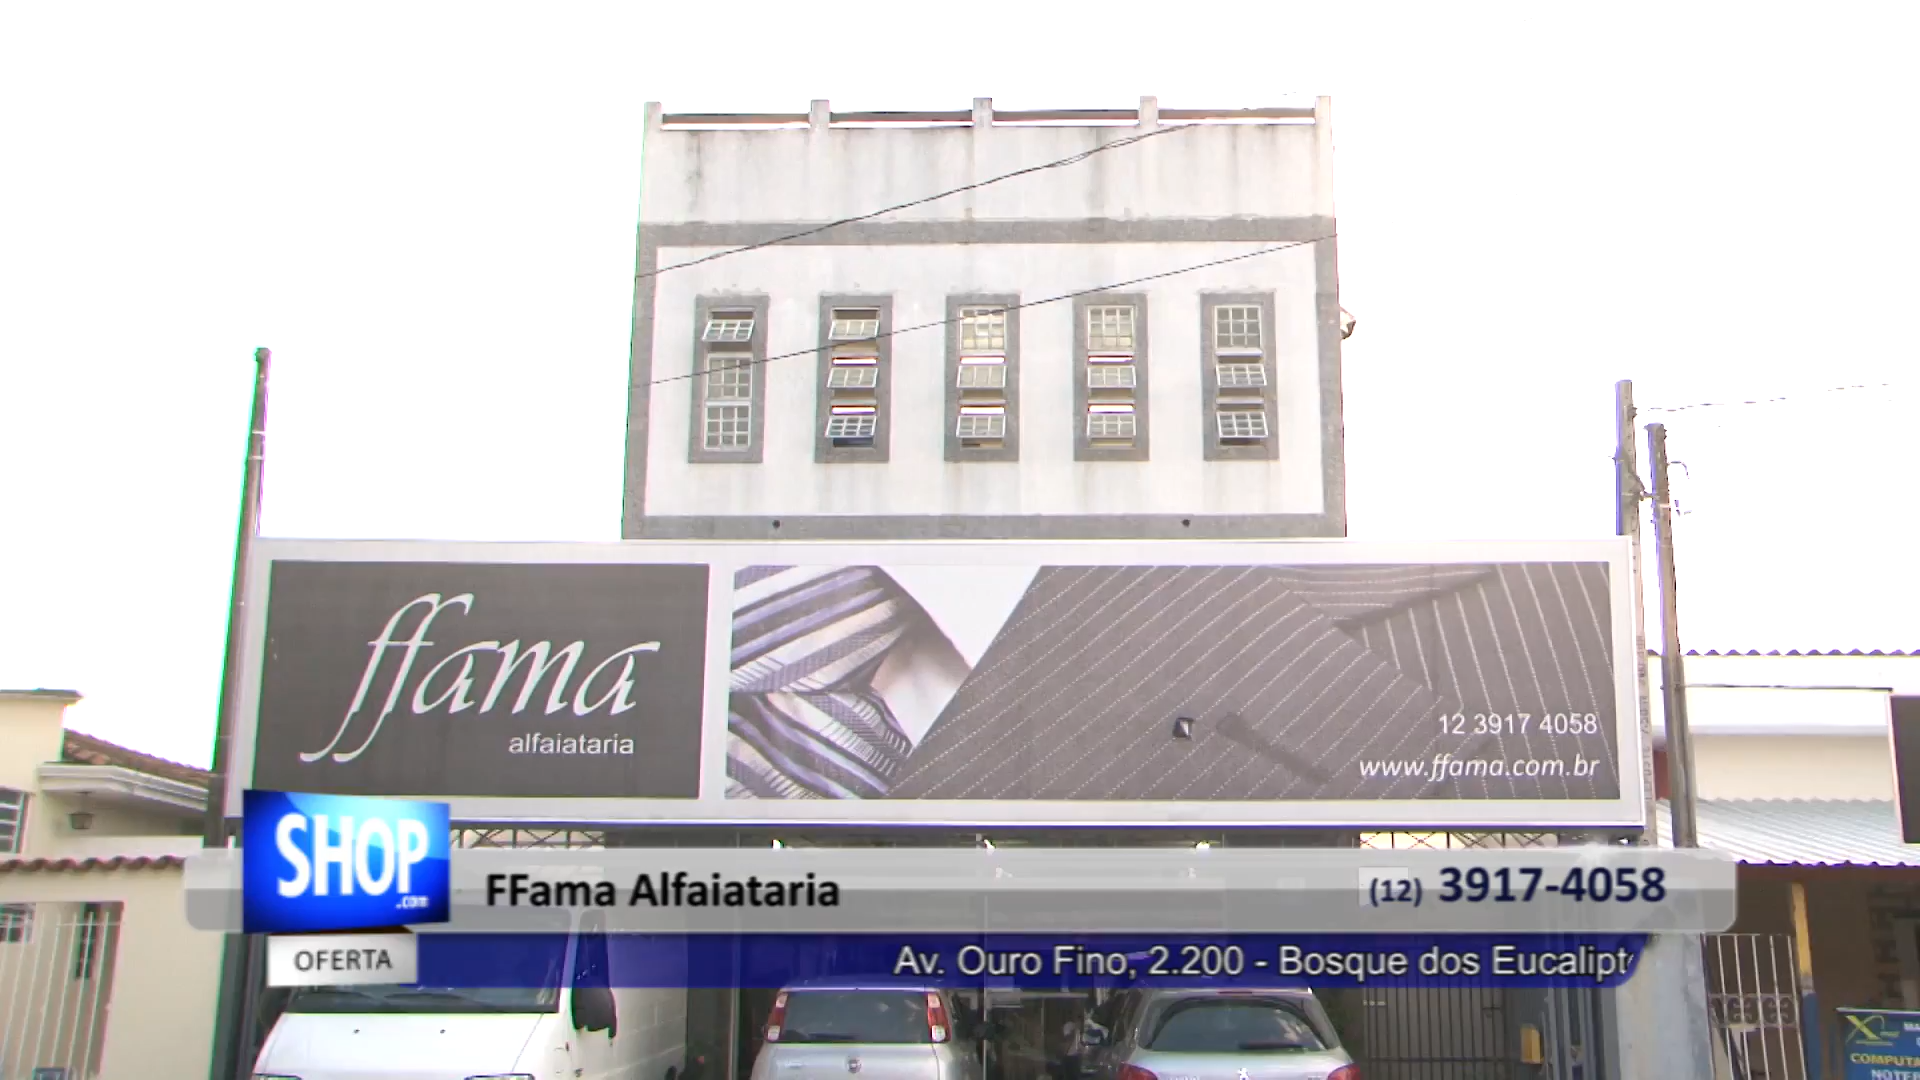 ffama
alfaiataria
12 3917 4058
www.ffama.com.br
SHOP
.com
FFama Alfaiataria
(12) 3917-4058
OFERTA
Av. Ouro Fino, 2.200 - Bosque dos Eucalipt